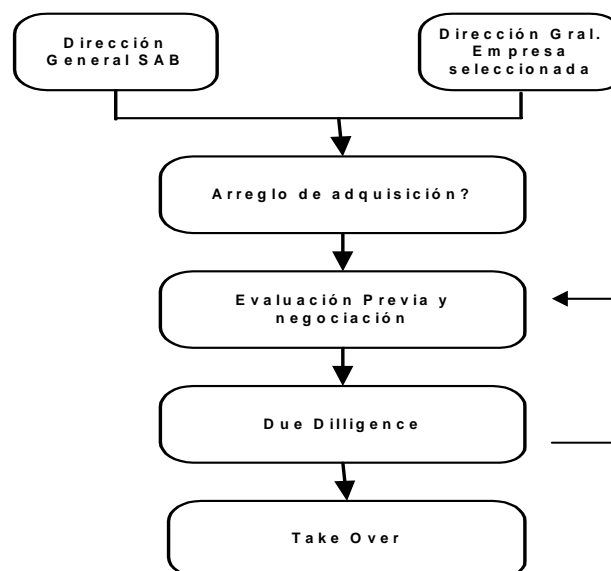 Dirección
General SAB
Dirección Gral.
Empresa
seleccionada
Arreglo de adquisición?
Evaluación Previa y
negociación
Due Dilligence
Take Over